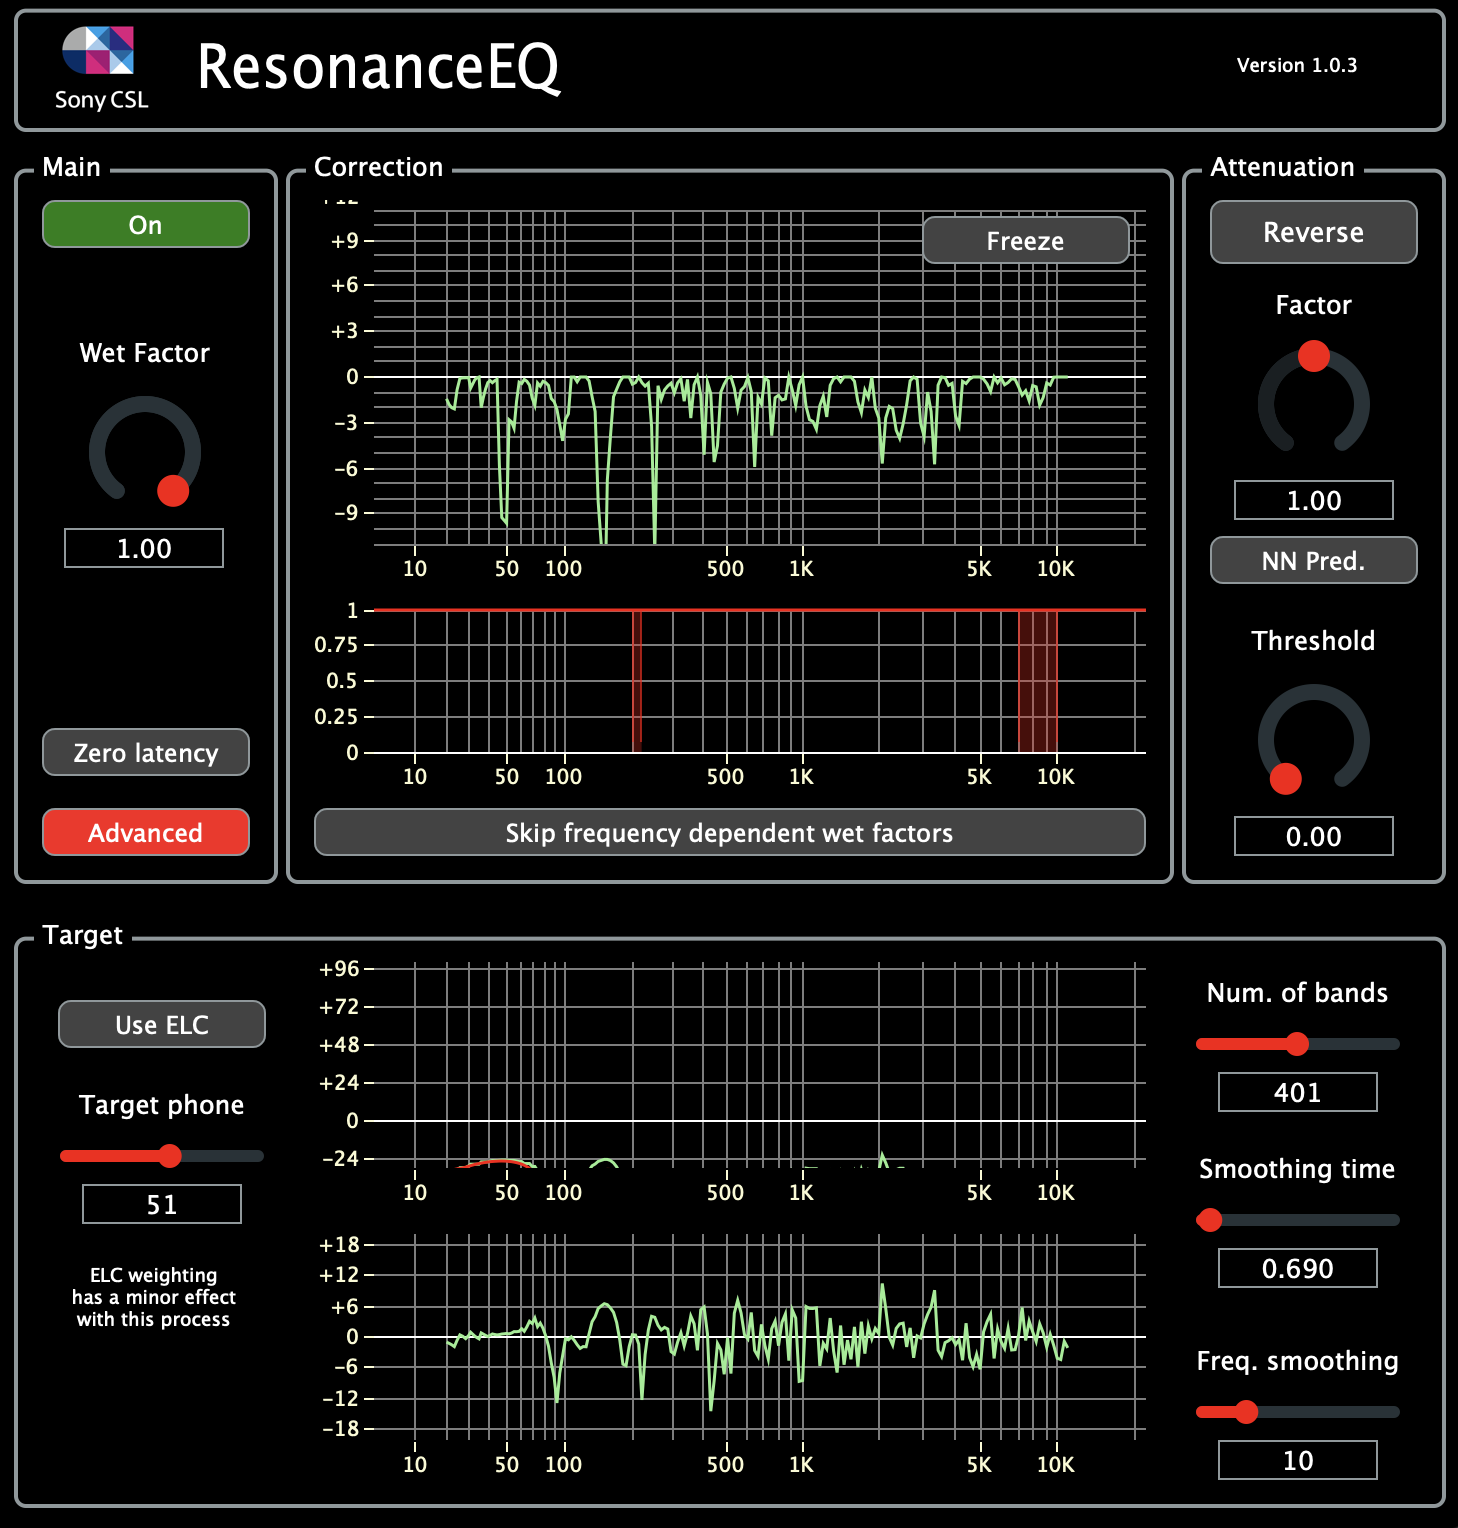 Sony CSL
ResonanceEQ
Version 1.0.3
Main
On
Wet Factor
1.00
Zero latency
Advanced
Correction
+12
+9
+6
+3
0
-3
-6
-9
Freeze
10 50 100 500 1K 5K 10K
1
0.75
0.5
0.25
0
10 50 100 500 1K 5K 10K
Skip frequency dependent wet factors
Attenuation
Reverse
Factor
1.00
NN Pred.
Threshold
0.00
Target
Use ELC
Target phone
51
ELC weighting
has a minor effect
with this process
+96
+72
+48
+24
0
-24
10 50 100 500 1K 5K 10K
+18
+12
+6
0
-6
-12
-18
10 50 100 500 1K 5K 10K
Num. of bands
401
Smoothing time
0.690
Freq. smoothing
10